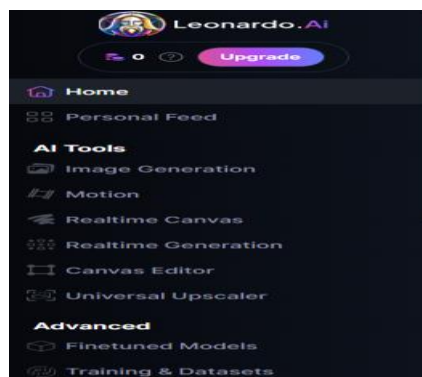 Leonardo.Ai
0 ? Upgrade
Home
Personal Feed
AI Tools
Image Generation
Motion
Realtime Canvas
Realtime Generation
Canvas Editor
Universal Upscaler
Advanced
Finetuned Models
Training & Datasets